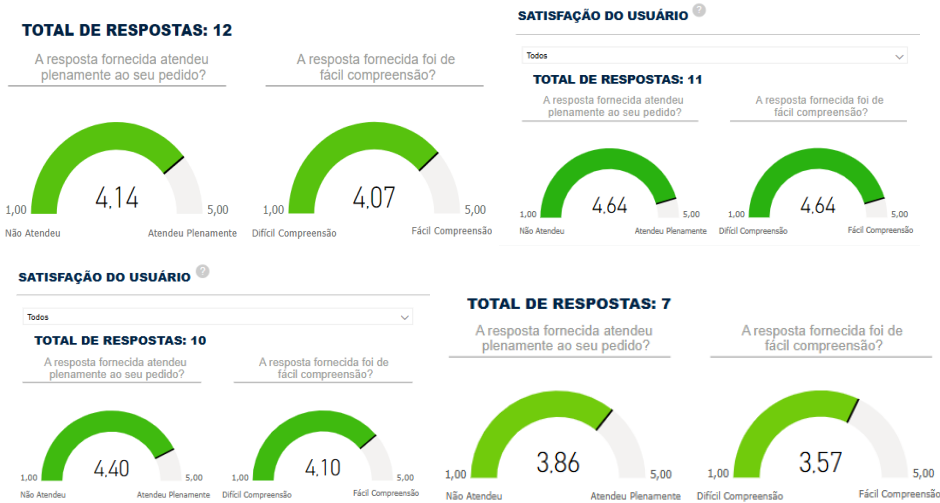 TOTAL DE RESPOSTAS: 12
A resposta fornecida atendeu
plenamente ao seu pedido?
A resposta fornecida foi de
fácil compreensão?
4,14
1,00
5,00
Não Atendeu
Atendeu Plenamente
4,07
1,00
5,00
Difícil Compreensão
Fácil Compreensão
SATISFAÇÃO DO USUÁRIO ?
Todos
TOTAL DE RESPOSTAS: 11
A resposta fornecida atendeu
plenamente ao seu pedido?
A resposta fornecida foi de
fácil compreensão?
4,64
1,00
5,00
Não Atendeu
Atendeu Plenamente
4,64
1,00
5,00
Difícil Compreensão
Fácil Compreensão
SATISFAÇÃO DO USUÁRIO ?
Todos
TOTAL DE RESPOSTAS: 10
A resposta fornecida atendeu
plenamente ao seu pedido?
A resposta fornecida foi de
fácil compreensão?
4,40
1,00
5,00
Não Atendeu
Atendeu Plenamente
4,10
1,00
5,00
Difícil Compreensão
Fácil Compreensão
TOTAL DE RESPOSTAS: 7
A resposta fornecida atendeu
plenamente ao seu pedido?
A resposta fornecida foi de
fácil compreensão?
3,86
1,00
5,00
Não Atendeu
Atendeu Plenamente
3,57
1,00
5,00
Difícil Compreensão
Fácil Compreensão